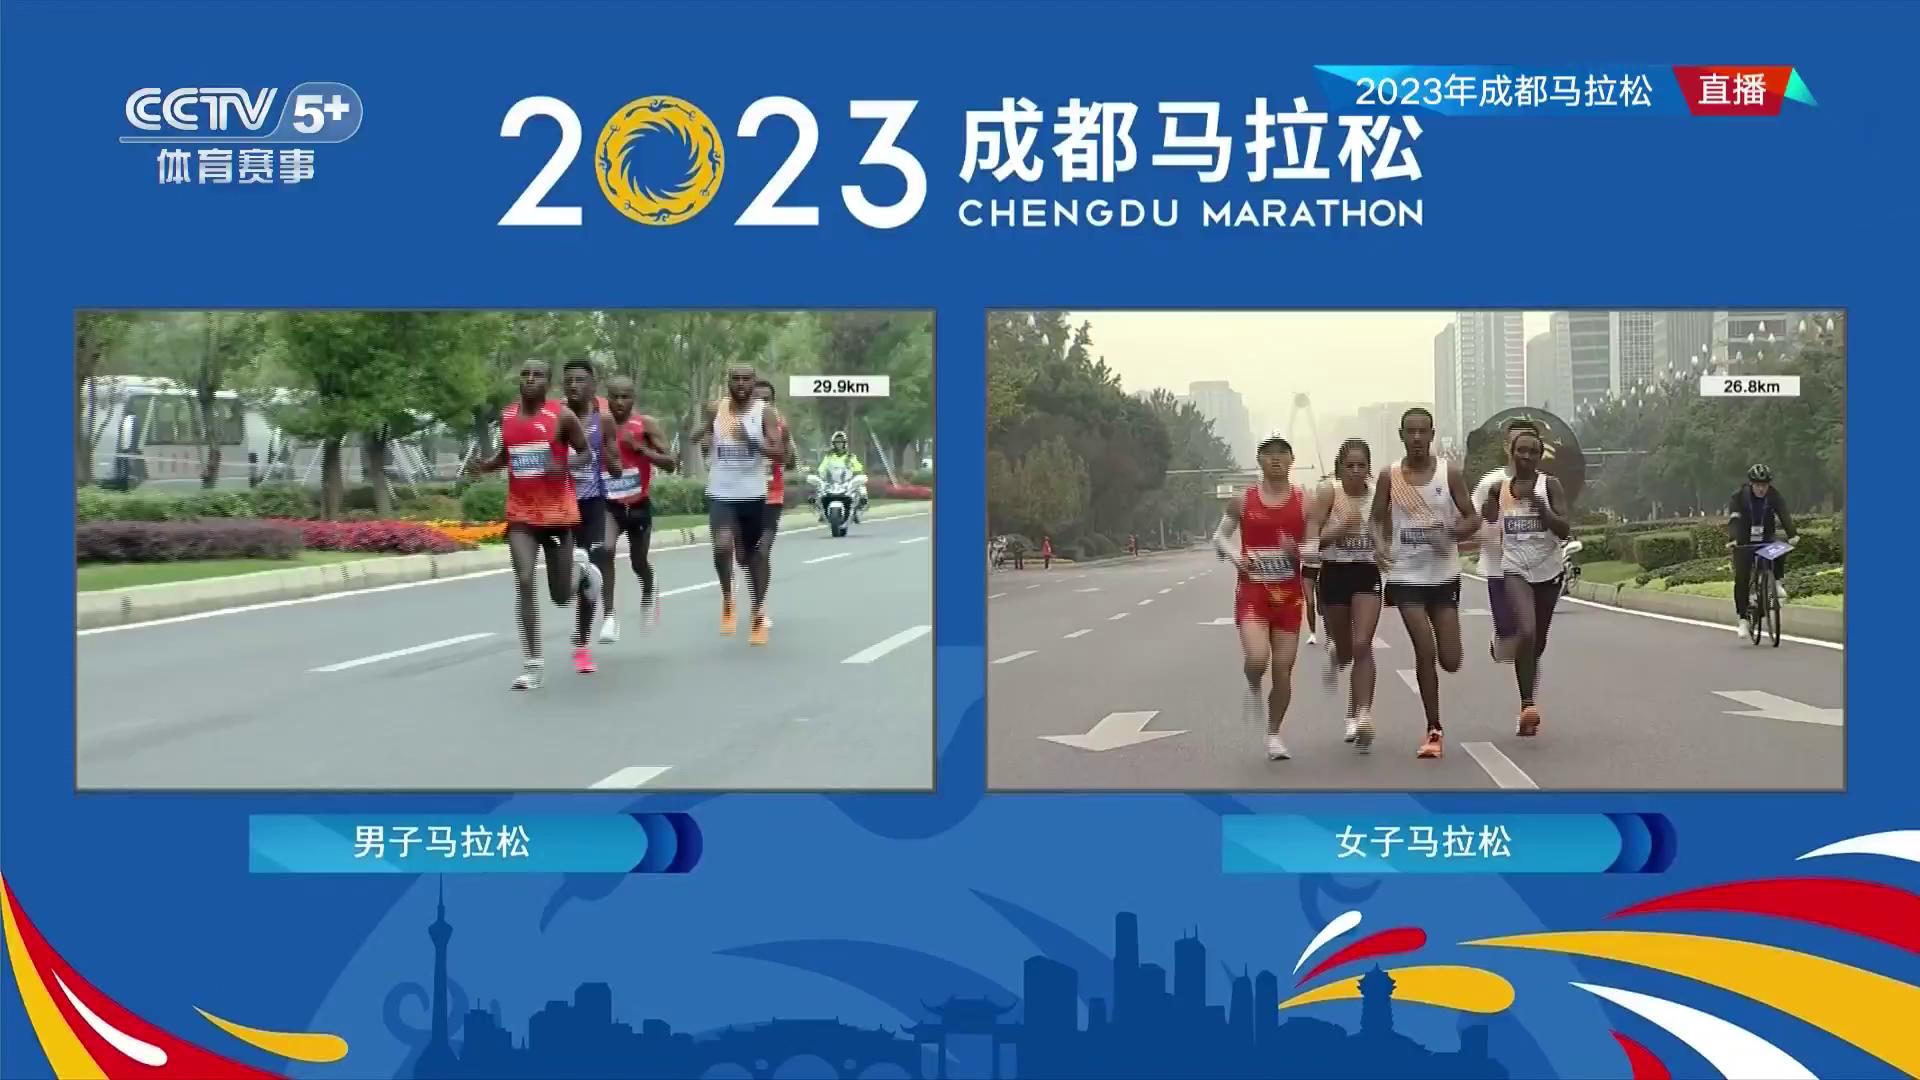 CCTV 5+
体育赛事
2023
成都马拉松
CHENGDU MARATHON
2023年成都马拉松 直播
29.9km
26.8km
男子马拉松
女子马拉松